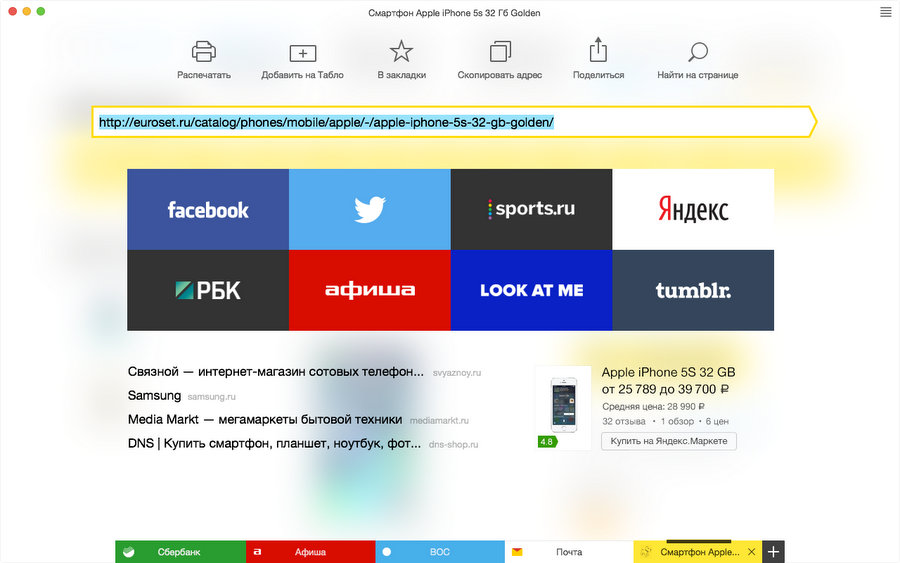 Смартфон Apple iPhone 5s 32 Гб Golden
Распечатать
Добавить на Табло
В закладки
Скопировать адрес
Поделиться
Найти на странице
http://euroset.ru/catalog/phones/mobile/apple/-/apple-iphone-5s-32-gb-golden/
facebook
sports.ru
Яндекс
РБК
афиша
LOOK AT ME
tumblr.
Связной — интернет-магазин сотовых телефон... svyaznoy.ru
Samsung samsung.ru
Media Markt — мегамаркеты бытовой техники mediamarkt.ru
DNS | Купить смартфон, планшет, ноутбук, фот... dns-shop.ru
4.8
Apple iPhone 5S 32 GB
от 25 789 до 39 700 ₽
Средняя цена: 28 990 ₽
32 отзыва • 1 обзор • 6 цен
Купить на Яндекс.Маркете
Сбербанк
а Афиша
ВОС
Почта
Смартфон Apple...